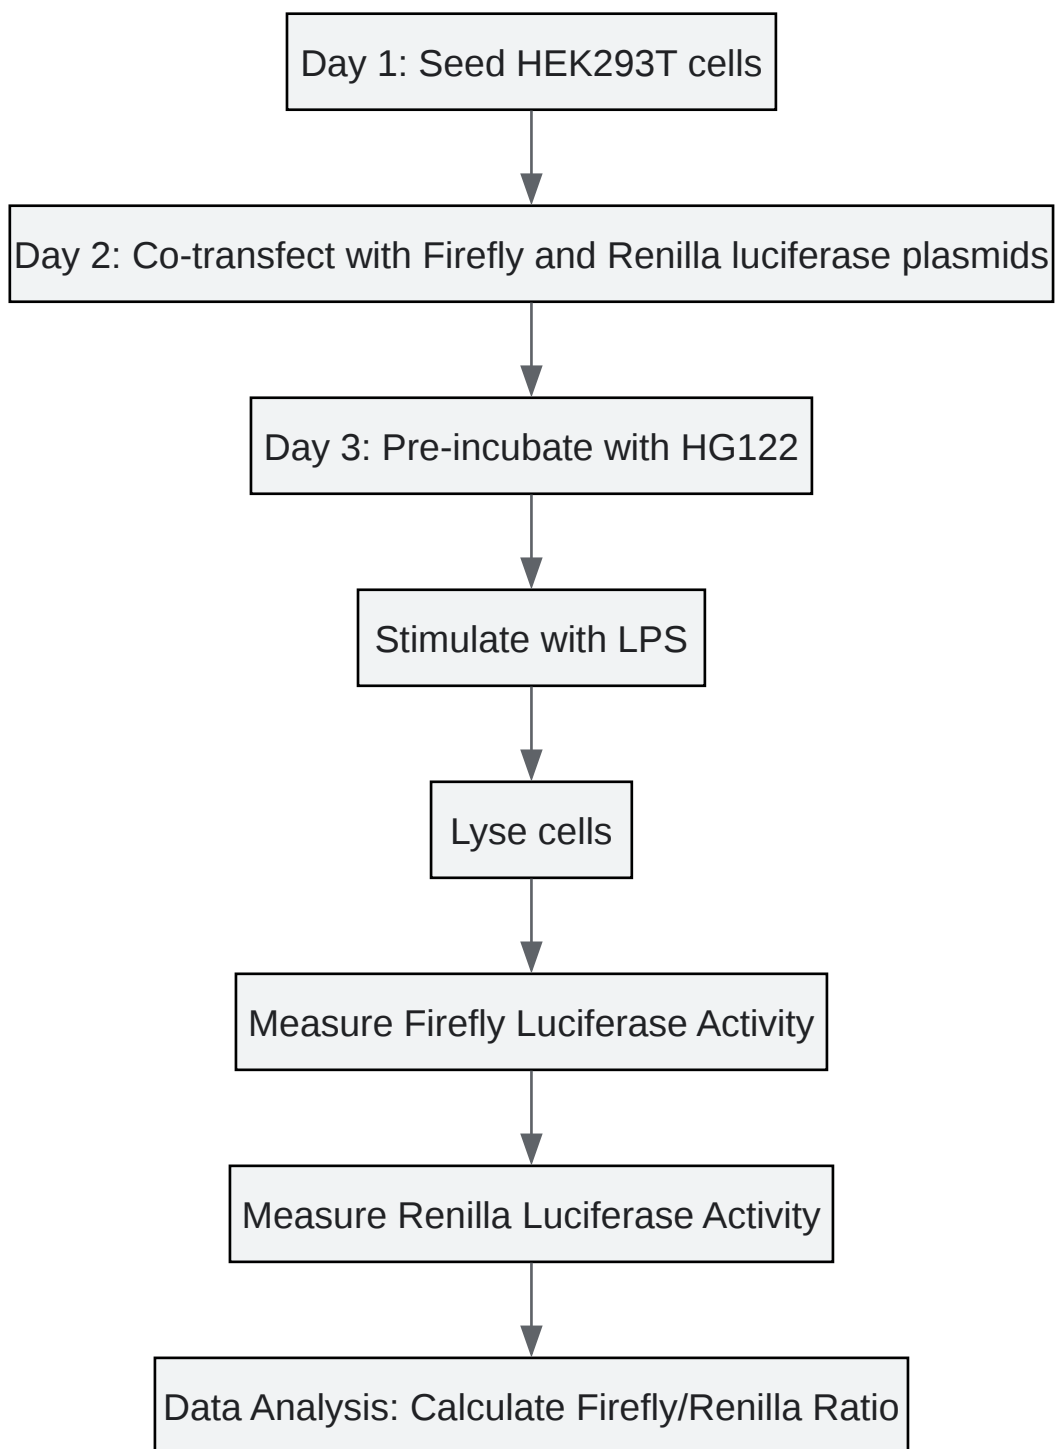 Day 1: Seed HEK293T cells
Day 2: Co-transfect with Firefly and Renilla luciferase plasmids
Day 3: Pre-incubate with HG122
Stimulate with LPS
Lyse cells
Measure Firefly Luciferase Activity
Measure Renilla Luciferase Activity
Data Analysis: Calculate Firefly/Renilla Ratio